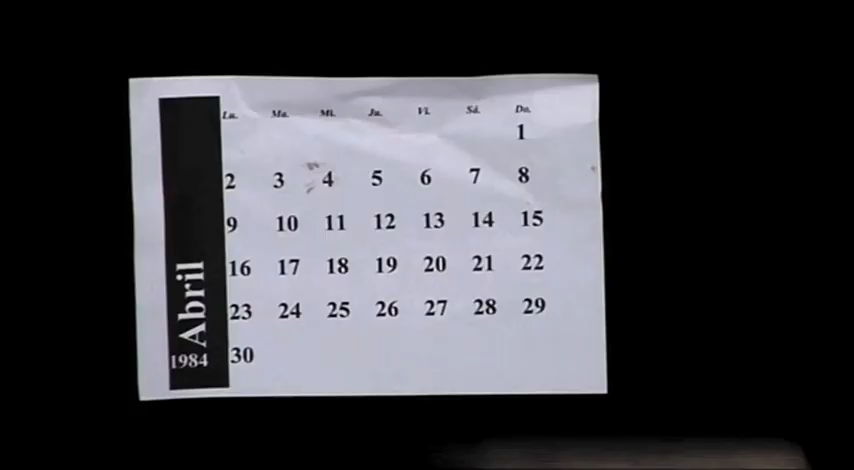 Lu. Ma. Mi. Ju. Vi. Sá. Do.
1
2 3 4 5 6 7 8
9 10 11 12 13 14 15
16 17 18 19 20 21 22
23 24 25 26 27 28 29
30
Abril
1984